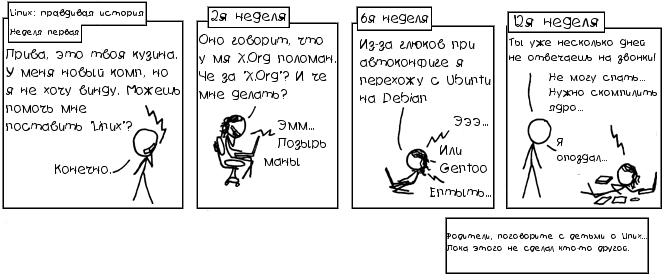 Linux: правдивая история
Неделя первая
Прива, это твоя кузина.
У меня новый комп, но
я не хочу винду. Можешь
помочь мне
поставить "Linux"?
Конечно.
2я неделя
Оно говорит, что
у мя X.Org поломан.
Че за "X.Org"? И че
мне делать?
Эмм...
Позырь
маны
6я неделя
Из-за глюков при
автоконфиге я
перехожу с Ubuntu
на Debian
Эээ...
Или
Gentoo
Ептыть...
12я неделя
Ты уже несколько дней
не отвечаешь на звонки!
Не могу спать...
Нужно скомпилить
ядро...
Я
опоздал...
Родители, поговорите с детьми о Linux...
Пока этого не сделал кто-то другой.